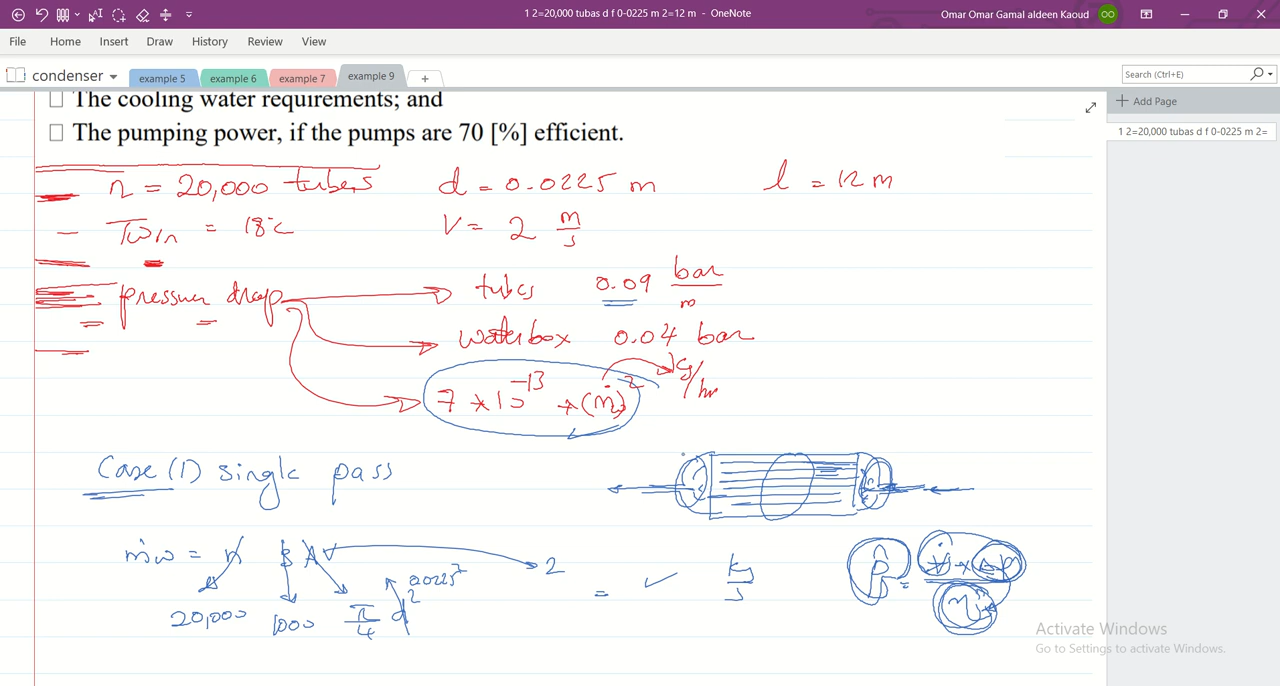 1 2=20,000 tubas d f 0-0225 m 2=12 m - OneNote
Omar Omar Gamal aldeen Kaoud OO
File Home Insert Draw History Review View
condenser example 5 example 6 example 7 example 9 +
Search (Ctrl+E)
+ Add Page
1 2=20,000 tubas d f 0-0225 m 2=
□ The cooling water requirements; and
□ The pumping power, if the pumps are 70 [%] efficient.
n = 20,000 tubes d = 0.0225 m l = 12 m
Twin = 18°C V = 2 m/s
pressur drop tubes 0.09 bar/m
waterbox 0.04 bar
7 * 10^-13 * (ṁ)^2 kg/hr
Case (1) single pass
ṁw = n ρ A V 2 = ✓ kg/s
20,000 1000 π/4 d^2 0.0225^2
P = V̇ * ΔP / η
Activate Windows
Go to Settings to activate Windows.